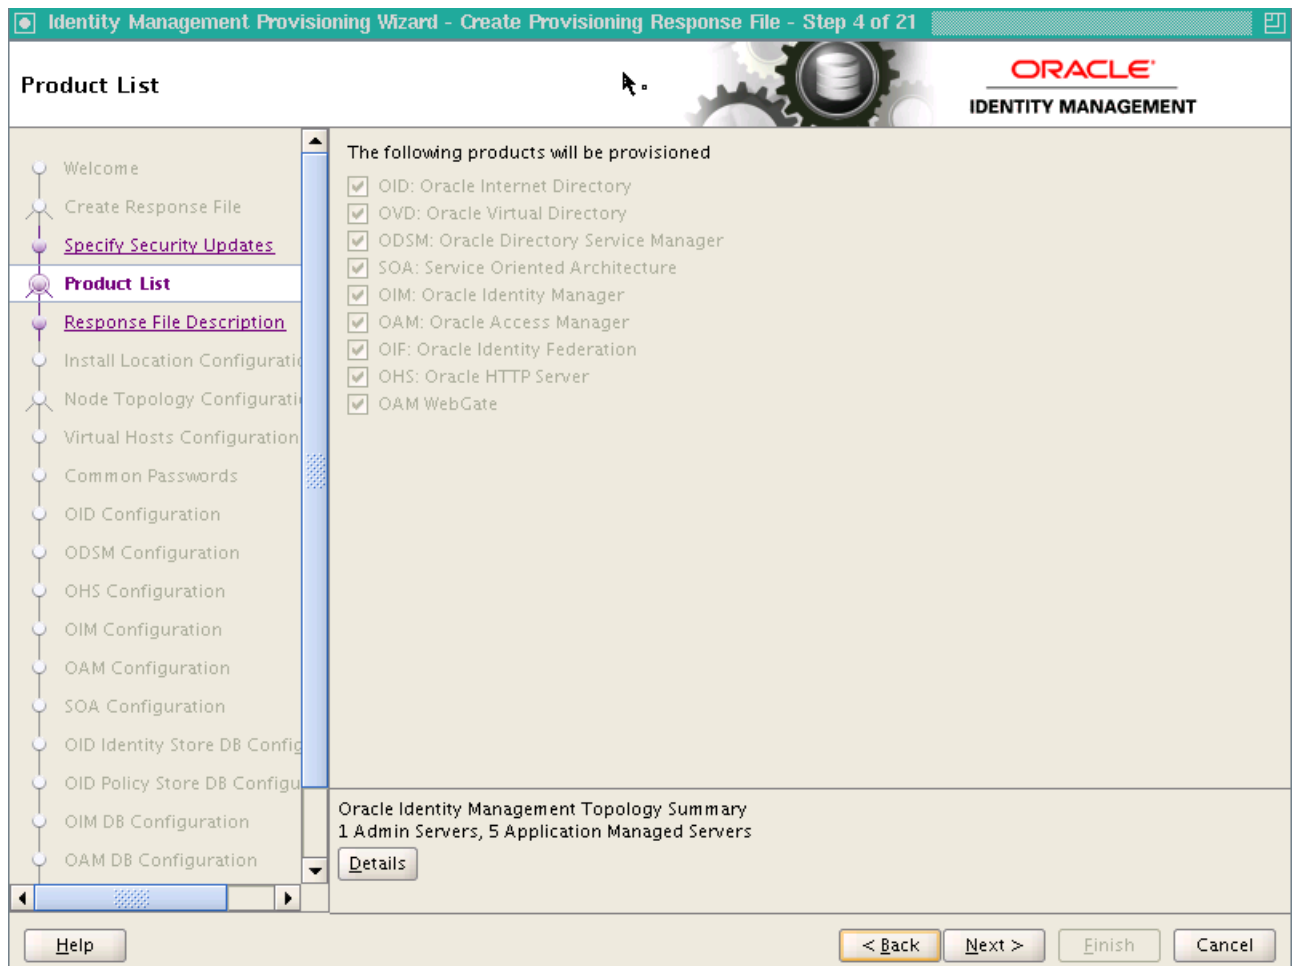 Identity Management Provisioning Wizard - Create Provisioning Response File - Step 4 of 21
Product List
ORACLE
IDENTITY MANAGEMENT
Welcome
Create Response File
Specify Security Updates
Product List
Response File Description
Install Location Configuratio
Node Topology Configurati
Virtual Hosts Configuration
Common Passwords
OID Configuration
ODSM Configuration
OHS Configuration
OIM Configuration
OAM Configuration
SOA Configuration
OID Identity Store DB Config
OID Policy Store DB Configu
OIM DB Configuration
OAM DB Configuration
The following products will be provisioned
OID: Oracle Internet Directory
OVD: Oracle Virtual Directory
ODSM: Oracle Directory Service Manager
SOA: Service Oriented Architecture
OIM: Oracle Identity Manager
OAM: Oracle Access Manager
OIF: Oracle Identity Federation
OHS: Oracle HTTP Server
OAM WebGate
Oracle Identity Management Topology Summary
1 Admin Servers, 5 Application Managed Servers
Details
Help
< Back
Next >
Finish
Cancel